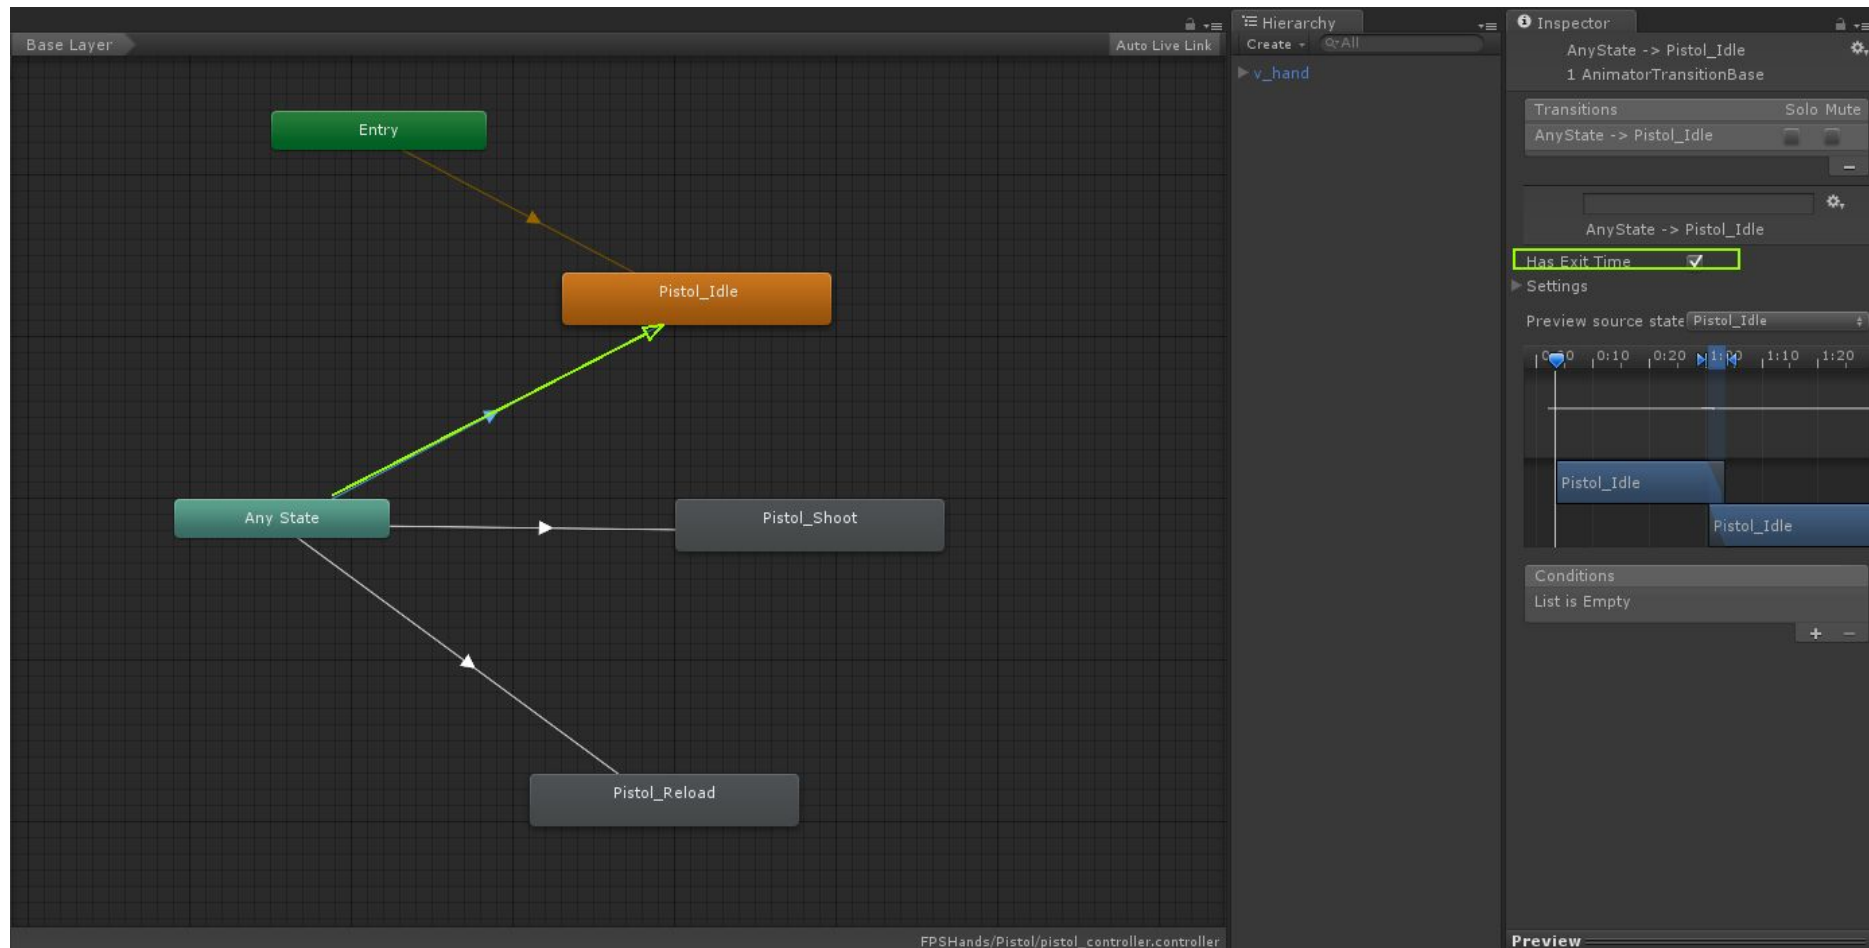 Base Layer
Auto Live Link
Entry
Pistol_Idle
Any State
Pistol_Shoot
Pistol_Reload
FPSHands/Pistol/pistol_controller.controller
Hierarchy
Create
All
v_hand
Inspector
AnyState -> Pistol_Idle
1 AnimatorTransitionBase
Transitions Solo Mute
AnyState -> Pistol_Idle
AnyState -> Pistol_Idle
Has Exit Time
Settings
Preview source state Pistol_Idle
0:10 0:20 1:00 1:10 1:20
Pistol_Idle
Pistol_Idle
Conditions
List is Empty
Preview